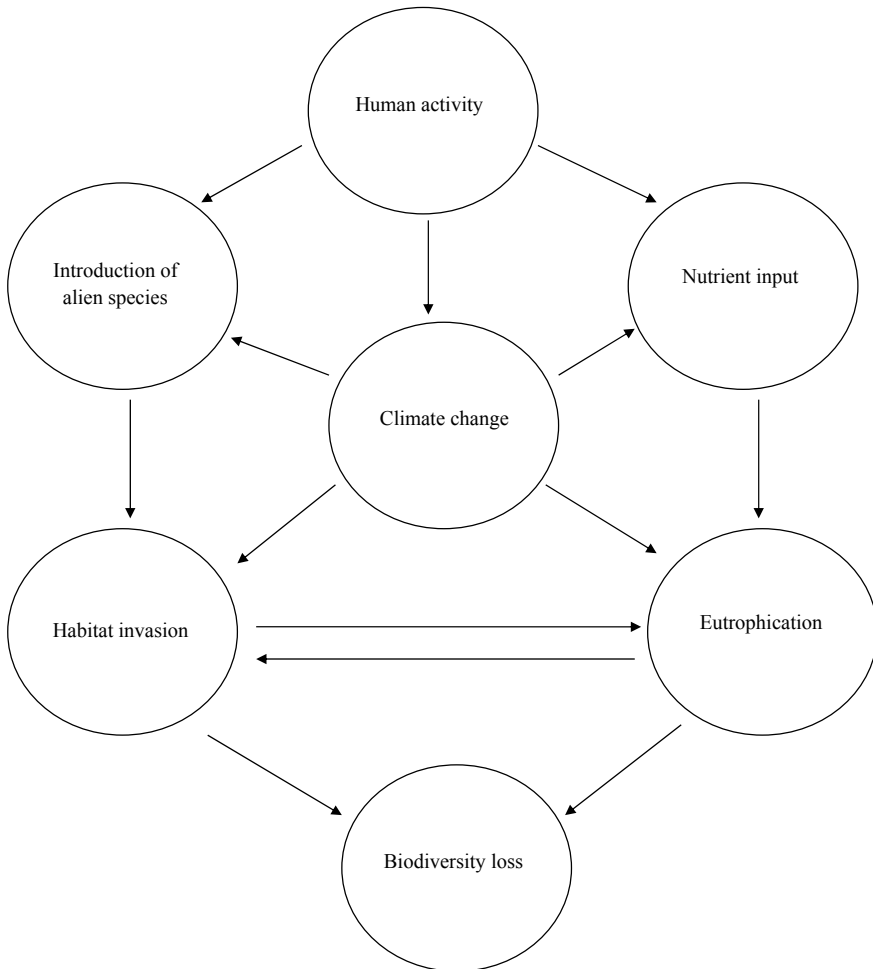 Human activity
Introduction of
alien species
Nutrient input
Climate change
Habitat invasion
Eutrophication
Biodiversity loss